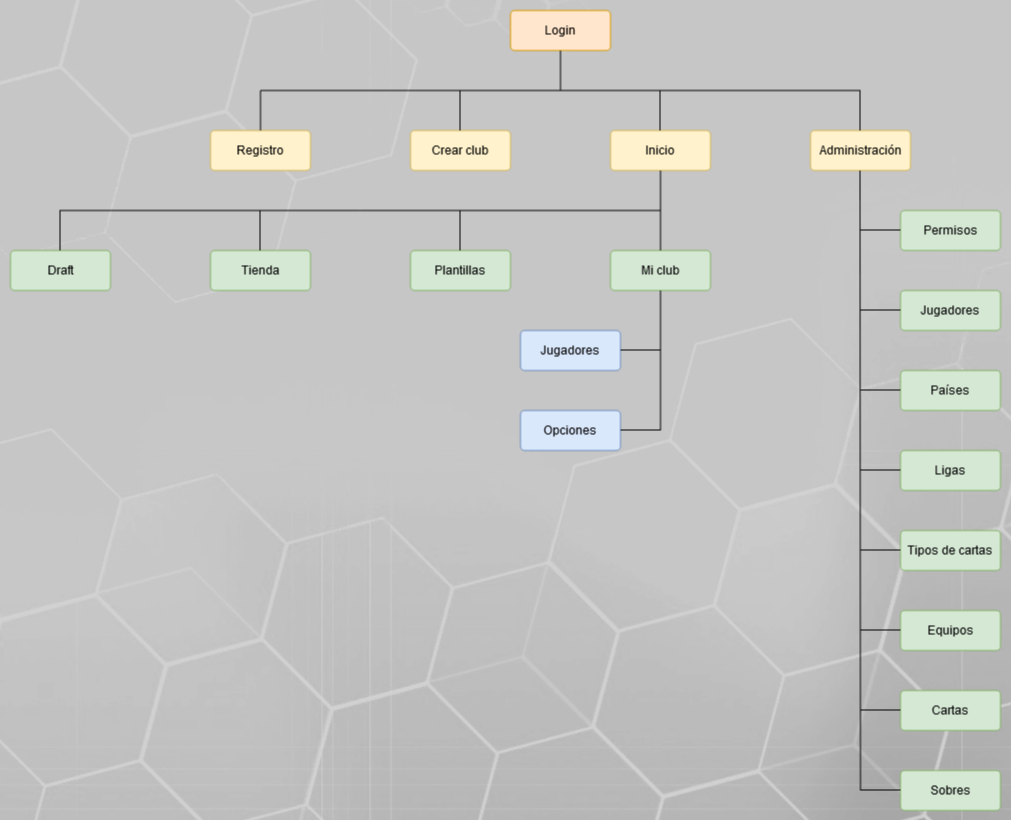 Login
Registro
Crear club
Inicio
Administración
Permisos
Draft
Tienda
Plantillas
Mi club
Jugadores
Jugadores
Países
Opciones
Ligas
Tipos de cartas
Equipos
Cartas
Sobres